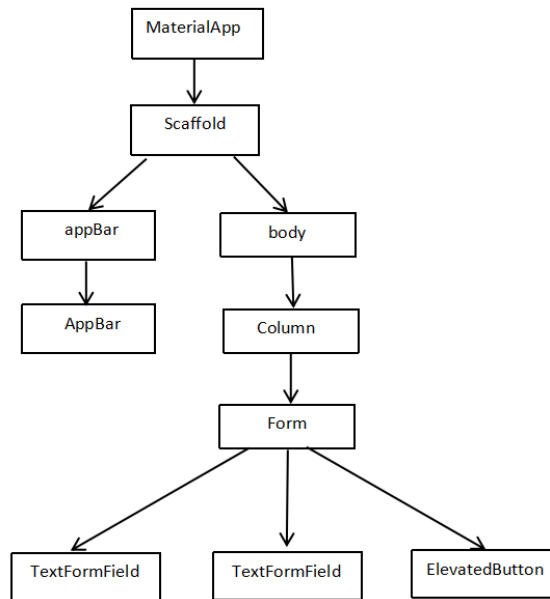 MaterialApp
Scaffold
appBar
body
AppBar
Column
Form
TextFormField
TextFormField
ElevatedButton